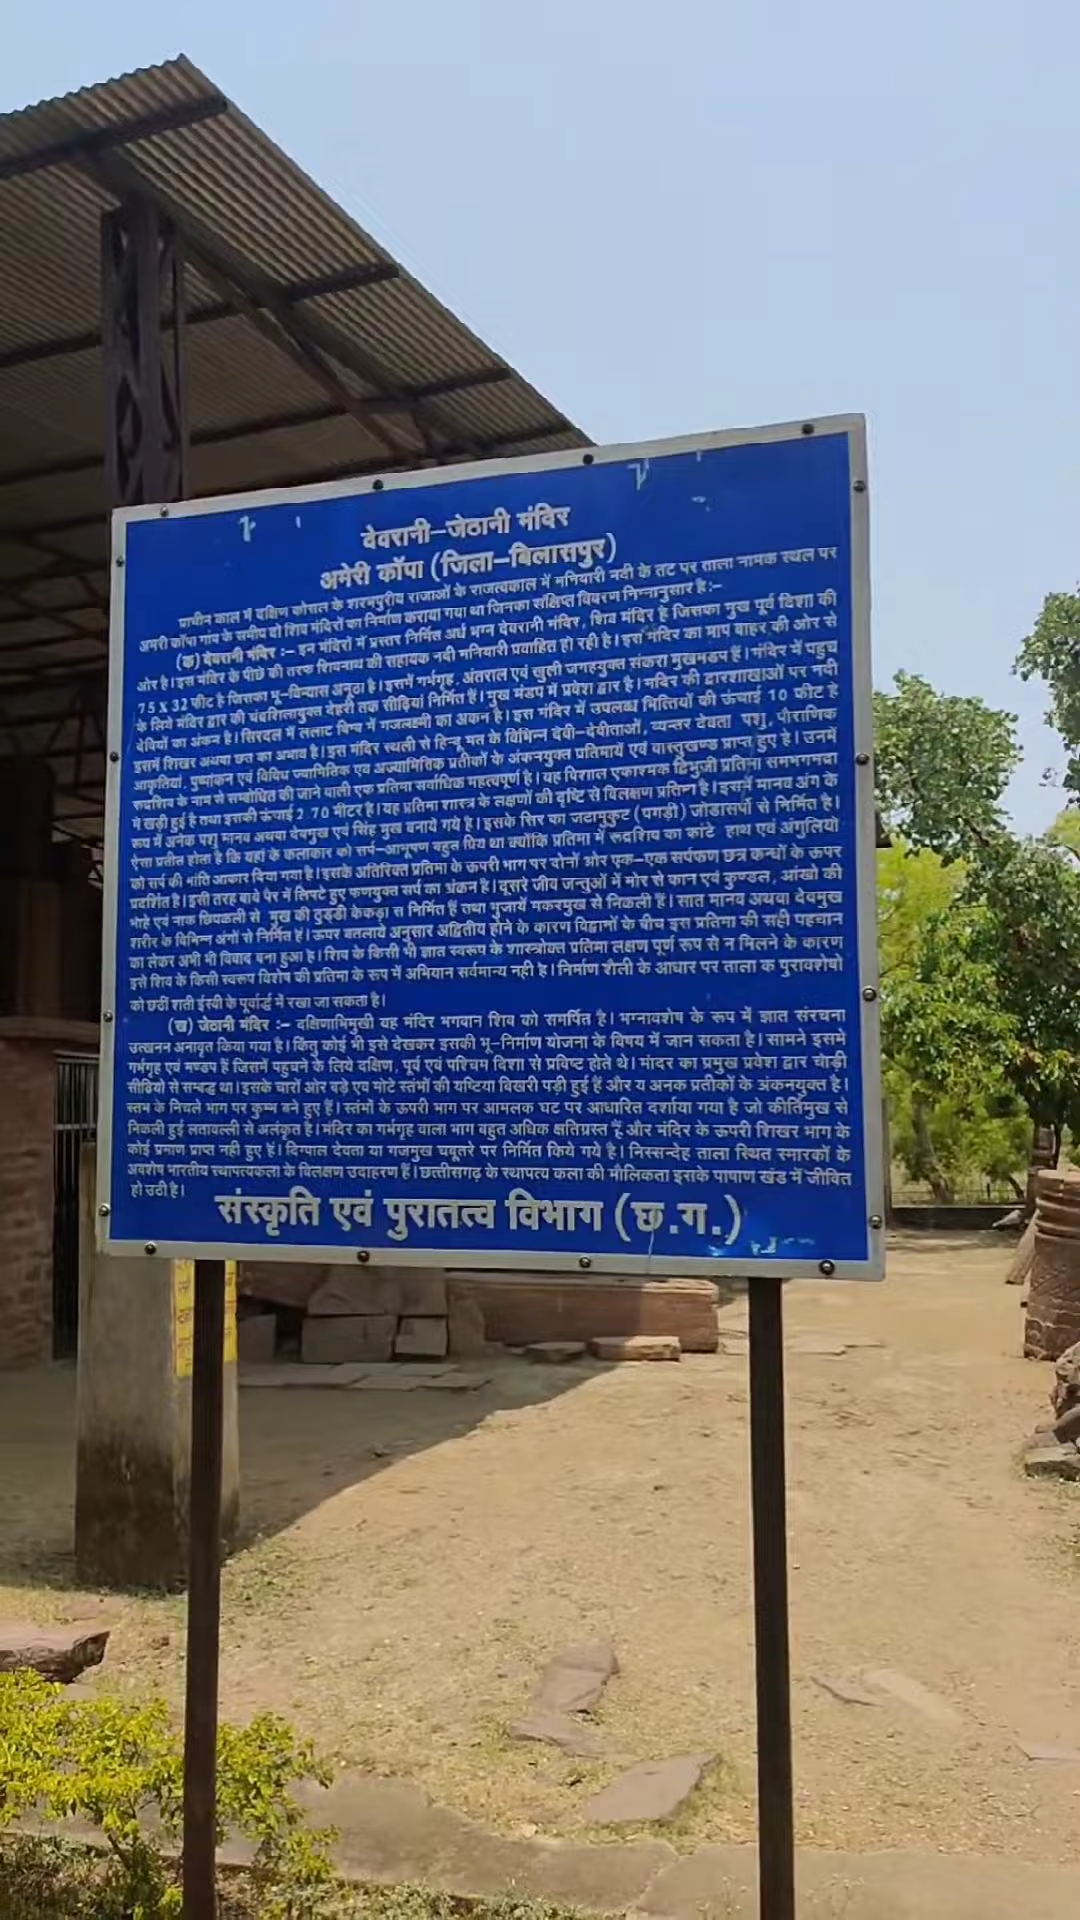 देवरानी-जेठानी मंदिर
अमेरी कॉपा (जिला-बिलासपुर)
प्राचीन काल में दक्षिण कोसल के शरभपुरीय राजाओं के राजत्वकाल में मनियारी नदी के तट पर ताला नामक स्थल पर
अमरी कॉपा गांव के समीप दो शिव मंदिरों का निर्माण कराया गया था जिनका संक्षिप्त विवरण निम्नानुसार है:-
(क) देवरानी मंदिर :- इन मंदिरों में प्रस्तर निर्मित अर्ध भग्न देवरानी मंदिर, शिव मंदिर है जिसका मुख पूर्व दिशा की
ओर है। इस मंदिर के पीछे की तरफ शिवनाथ की सहायक नदी मनियारी प्रवाहित हो रही है। इस मंदिर का माप बाहर की ओर से
75 X 32 फीट है जिसका भू-विन्यास अनूठा है। इसमें गर्भगृह, अंतराल एवं खुली जगहयुक्त संकरा मुखमंडप हैं। मंदिर में पहुच
के लिये मंदिर द्वार की चंद्रशिलायुक्त देहरी तक सीढ़ियां निर्मित हैं। मुख मंडप में प्रवेश द्वार है। मंदिर की द्वारशाखाओं पर नदी
देवियों का अंकन है। सिरदल में ललाट बिम्ब में गजलक्ष्मी का अंकन है। इस मंदिर में उपलब्ध भित्तियों की ऊंचाई 10 फीट है
इसमें शिखर अथवा छत का अभाव है। इस मंदिर स्थली से हिन्दू मत के विभिन्न देवी-देवीताओं, व्यन्तर देवता पशु, पौराणिक
आकृतियां, पुष्पांकन एवं विविध ज्यामितिक एव अज्यामितिक प्रतीकों के अंकनयुक्त प्रतिमायें एवं वास्तुखण्ड प्राप्त हुए हैं। उनमें
रुद्रशिव के नाम से सम्बोधित की जाने वाली एक प्रतिमा सर्वाधिक महत्वपूर्ण है। यह विशाल एकाश्मक द्विभुजी प्रतिमा समभंगमुद्रा
में खड़ी हुई है तथा इसकी ऊंचाई 2.70 मीटर है। यह प्रतिमा शास्त्र के लक्षणों की दृष्टि से विलक्षण प्रतिमा है। इसमें मानव अंग के
रूप में अनेक पशु मानव अथवा देवमुख एवं सिंह मुख बनाये गये है। इसके सिर का जटामुकुट (पगड़ी) जोडासर्पो से निर्मित है।
ऐसा प्रतीत होता है कि यहां के कलाकार को सर्प-आभूषण बहुत प्रिय था क्योंकि प्रतिमा में रूद्रशिव का हाथ एवं अंगुलियों
को सर्प की भांति आकार दिया गया है। इसके अतिरिक्त प्रतिमा के ऊपरी भाग पर दोनों ओर एक-एक सर्पफण छत्र कन्धों के ऊपर
प्रदर्शित है। इसी तरह बाये पैर में लिपटे हुए फणयुक्त सर्प का अंकन है। दूसरे जीव जन्तुओं में मोर से कान एवं कुण्डल, आंखो की
भोहे एवं नाक छिपकली से, मुख की ठुड्डी केकड़ा स निर्मित हैं तथा भुजायें मकरमुख से निकली हैं। सात मानव अथवा देवमुख
शरीर के विभिन्न अंगों से निर्मित हैं। ऊपर बतलाये अनुसार अद्वितीय होने के कारण विद्वानों के बीच इस प्रतिमा की सही पहचान
का लेकर अभी भी विवाद बना हुआ है। शिव के किसी भी ज्ञात स्वरूप के शास्त्रोक्त प्रतिमा लक्षण पूर्ण रूप से न मिलने के कारण
इसे शिव के किसी स्वरूप विशेष की प्रतिमा के रूप में अभियान सर्वमान्य नही है। निर्माण शैली के आधार पर ताला क पुरावशेषो
को छठीं शती ईस्वी के पूर्वार्द्ध में रखा जा सकता है।
(ख) जेठानी मंदिर :- दक्षिणाभिमुखी यह मंदिर भगवान शिव को समर्पित है। भग्नावशेष के रूप में ज्ञात संरचना
उत्खनन अनावृत किया गया है। किंतु कोई भी इसे देखकर इसकी भू-निर्माण योजना के विषय में जान सकता है। सामने इसमे
गर्भगृह एवं मण्डप हैं जिसमें पहुचने के लिये दक्षिण, पूर्व एवं पश्चिम दिशा से प्रविष्ट होते थे। मंदिर का प्रमुख प्रवेश द्वार चाड़ी
सीढियो से सम्बद्ध था। इसके चारों ओर बड़े एय मोटे स्तंभों की यष्टिया बिखरी पड़ी हुई हैं और य अनक प्रतीकों के अंकनयुक्त है।
स्तभ के निचले भाग पर कुम्भ बने हुए हैं। स्तंभों के ऊपरी भाग पर आमलक घट पर आधारित दर्शाया गया है जो कीर्तिमुख से
निकली हुई लतावल्ली से अलंकृत है। मंदिर का गर्भगृह वाला भाग बहुत अधिक क्षतिग्रस्त हैं और मंदिर के ऊपरी शिखर भाग के
कोई प्रमाण प्राप्त नही हुए हैं। दिग्पाल देवता या गजमुख चबूतरे पर निर्मित किये गये है। निस्सन्देह ताला स्थित स्मारकों के
अवशेष भारतीय स्थापत्यकला के विलक्षण उदाहरण हैं। छत्तीसगढ़ के स्थापत्य कला की मौलिकता इसके पाषाण खंड में जीवित
हो उठी है।
संस्कृति एवं पुरातत्व विभाग (छ.ग.)